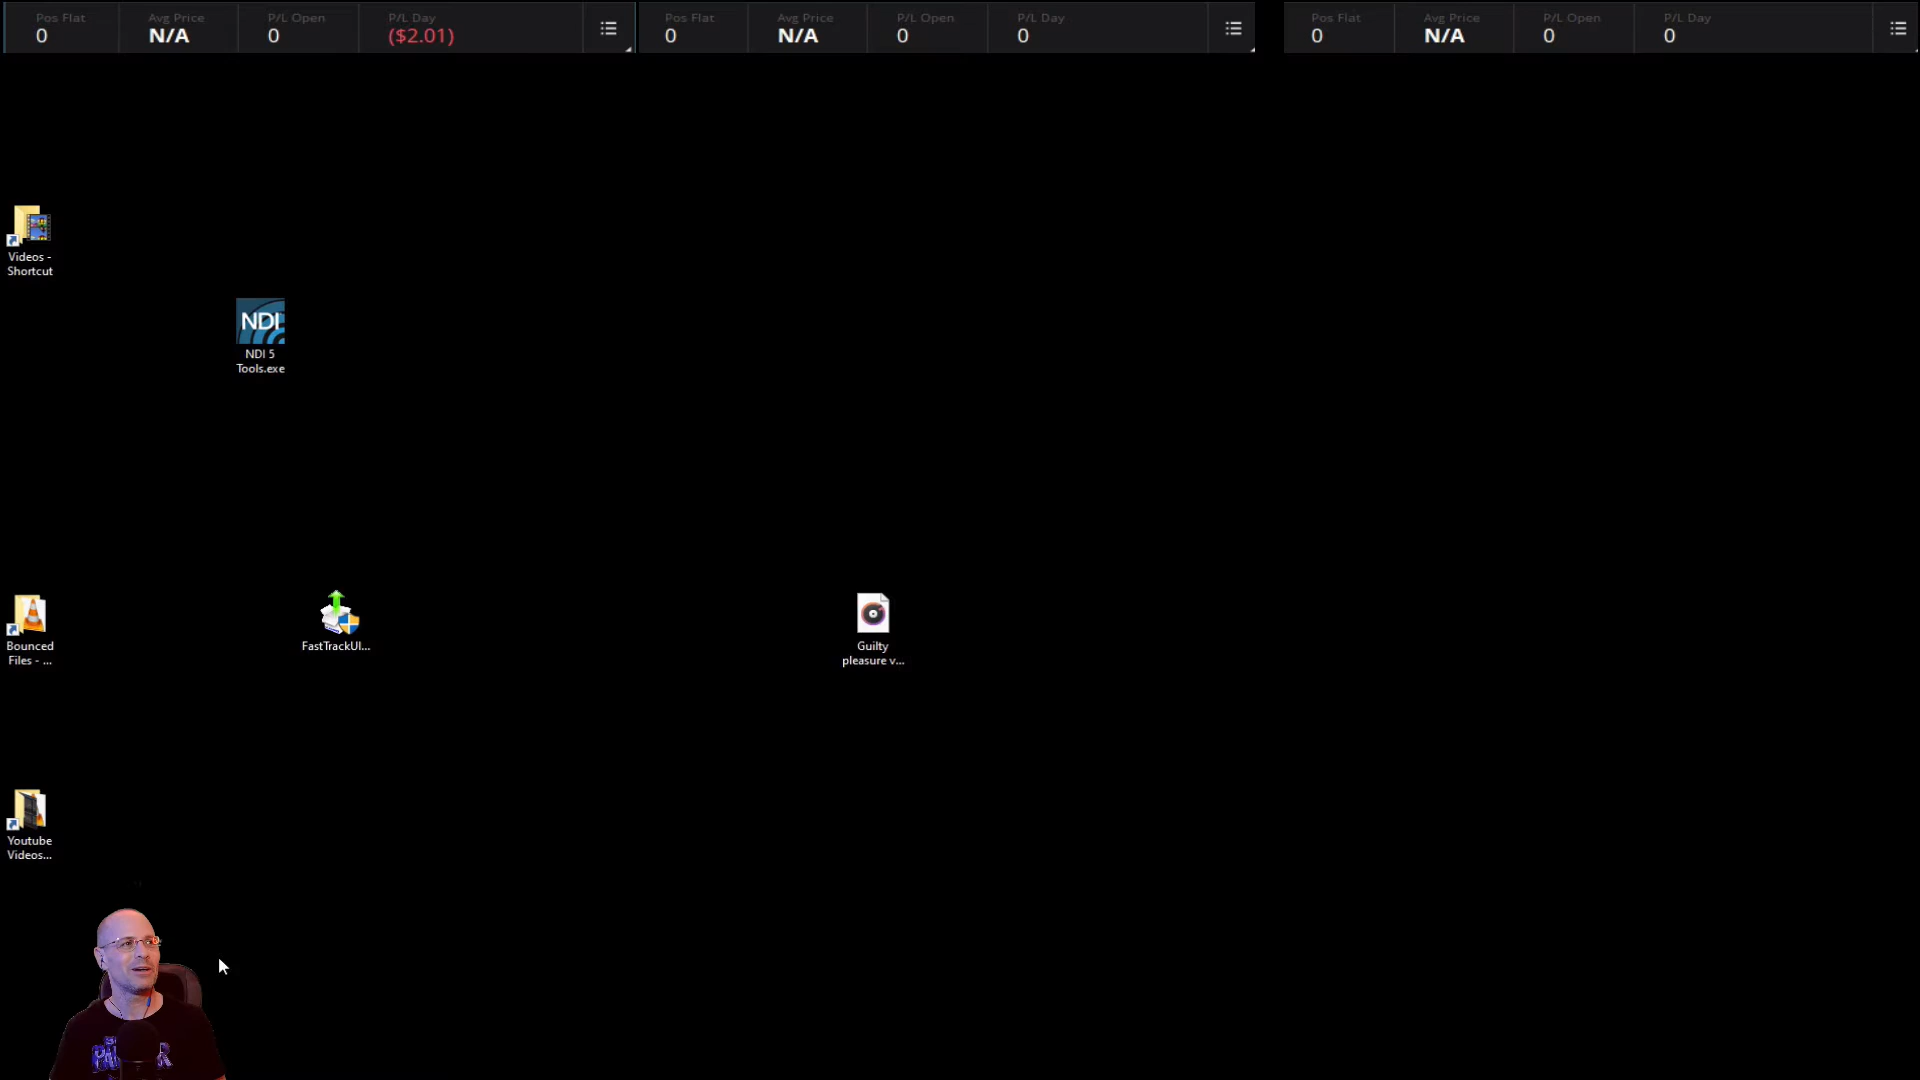 Pos Flat Avg Price P/L Open P/L Day Pos Flat Avg Price P/L Open P/L Day Pos Flat Avg Price P/L Open P/L Day
0 N/A 0 ($2.01) 0 N/A 0 0 0 N/A 0 0
Videos -
Shortcut
NDI
NDI 5
Tools.exe
Bounced
Files - ...
FastTrackUI...
Guilty
pleasure v...
Youtube
Videos...